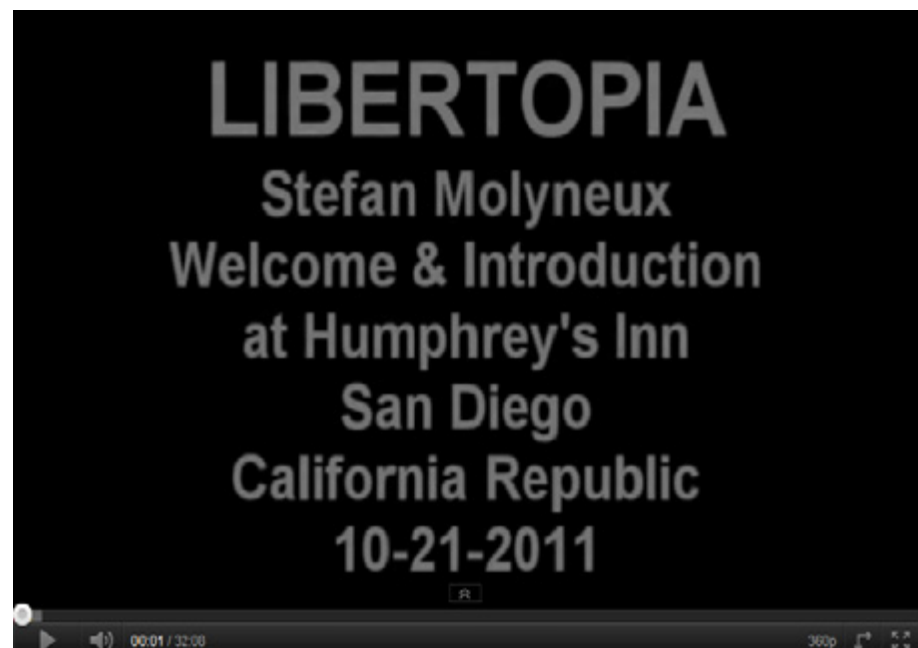 LIBERTOPIA
Stefan Molyneux
Welcome & Introduction
at Humphrey's Inn
San Diego
California Republic
10-21-2011
00:01 / 32:08 360p